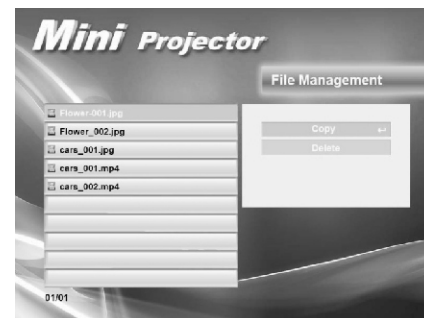 Mini Projector
File Management
Flower-001.jpg
Flower_002.jpg
cars_001.jpg
cars_001.mp4
cars_002.mp4
Copy
Delete
01/01